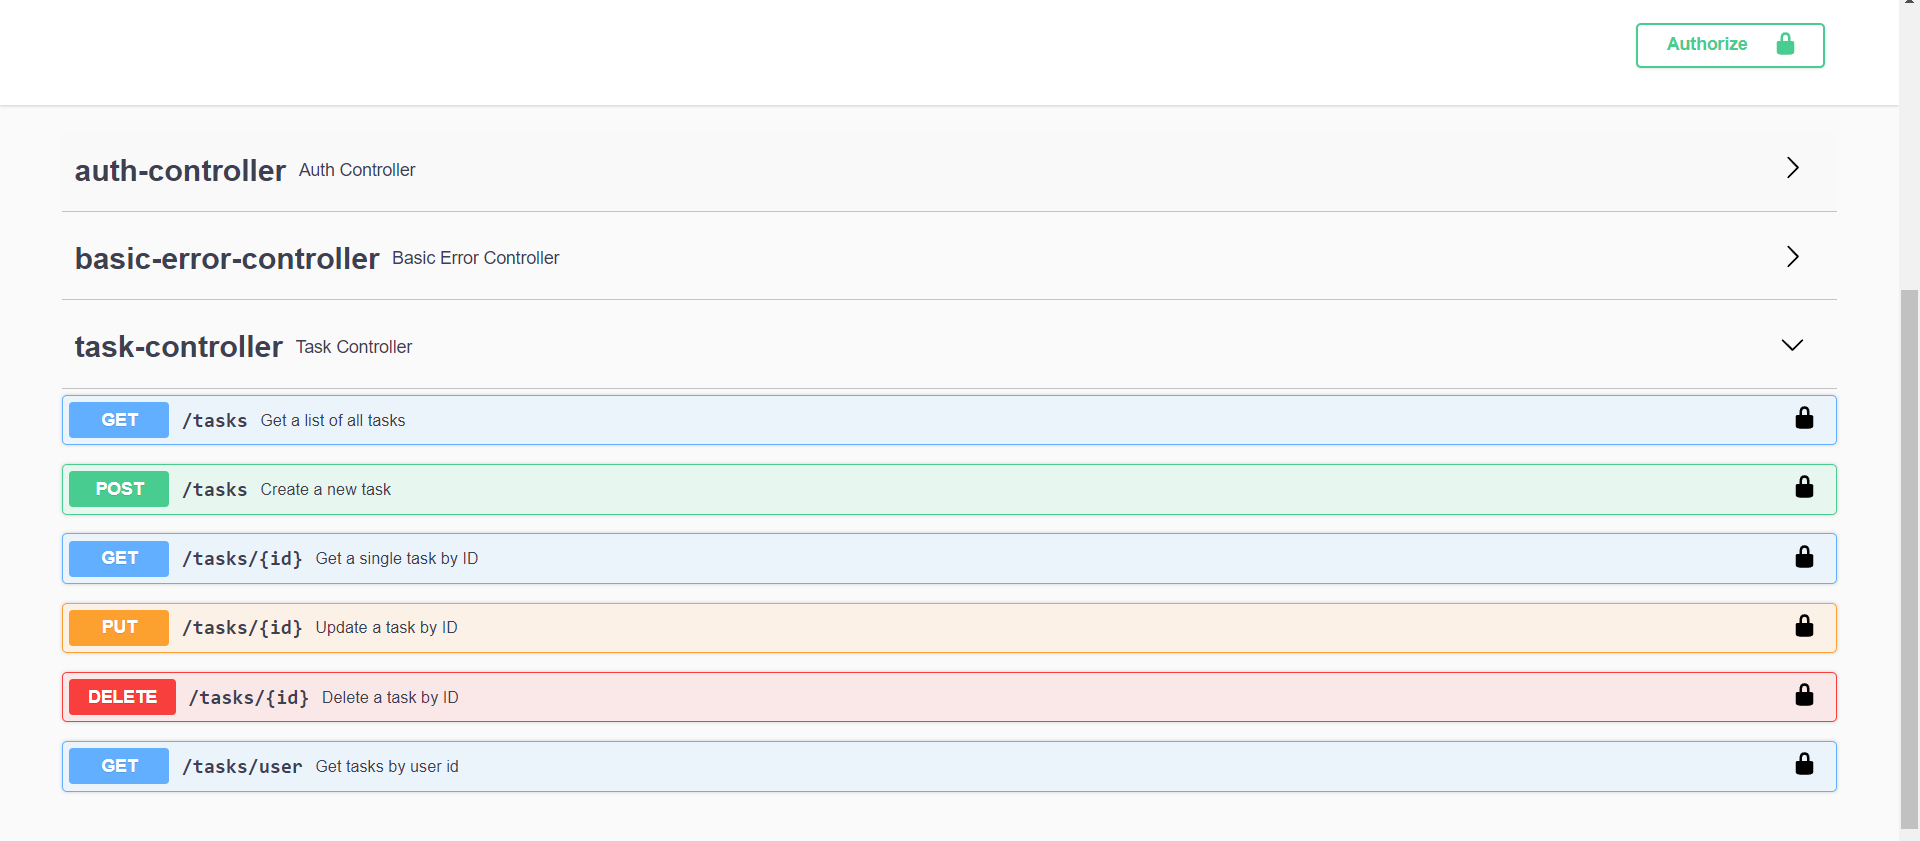 Authorize
auth-controller Auth Controller
basic-error-controller Basic Error Controller
task-controller Task Controller
GET /tasks Get a list of all tasks
POST /tasks Create a new task
GET /tasks/{id} Get a single task by ID
PUT /tasks/{id} Update a task by ID
DELETE /tasks/{id} Delete a task by ID
GET /tasks/user Get tasks by user id